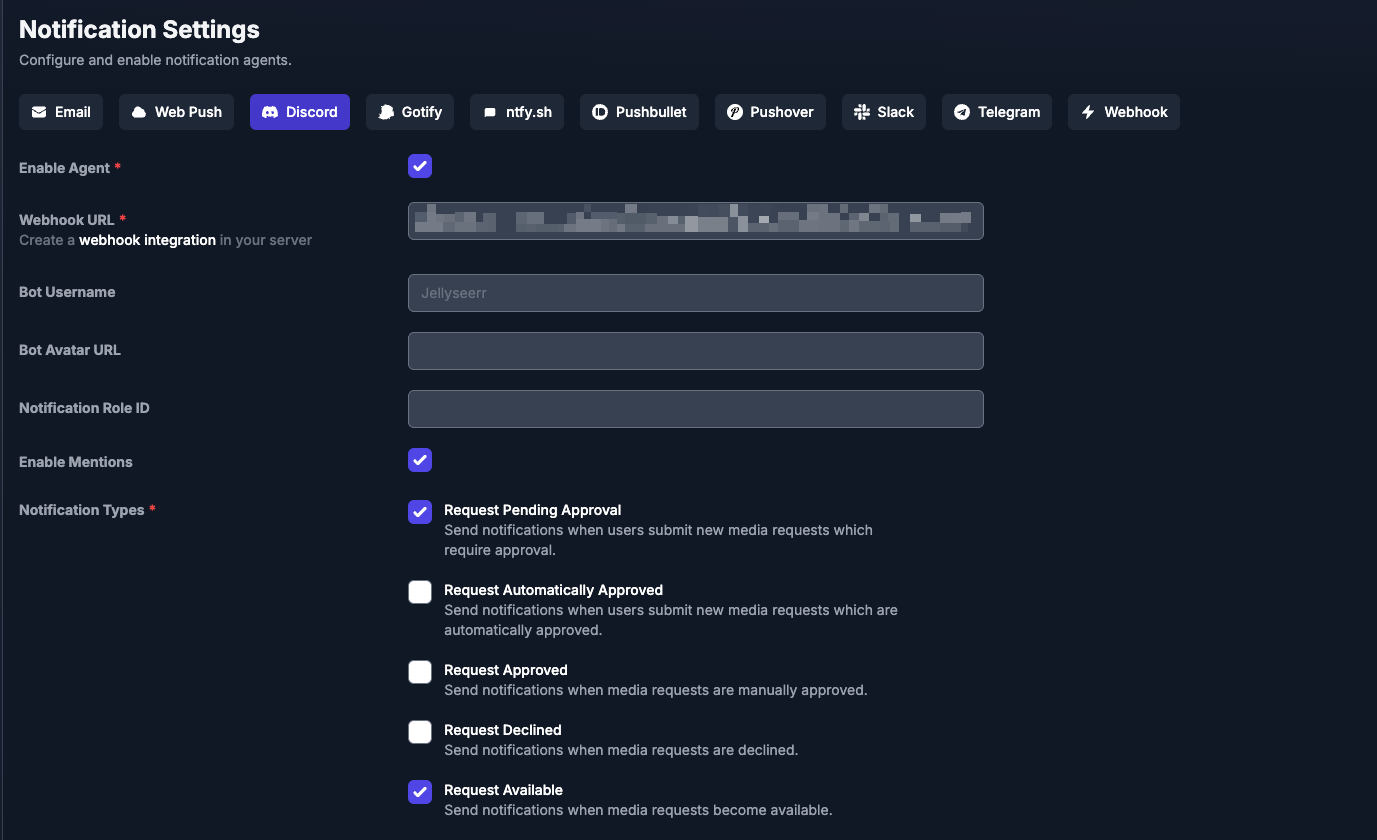 Notification Settings
Configure and enable notification agents.
Email Web Push Discord Gotify ntfy.sh Pushbullet Pushover Slack Telegram Webhook
Enable Agent *
Webhook URL *
Create a webhook integration in your server
Bot Username
Jellyseerr
Bot Avatar URL
Notification Role ID
Enable Mentions
Notification Types *
Request Pending Approval
Send notifications when users submit new media requests which
require approval.
Request Automatically Approved
Send notifications when users submit new media requests which are
automatically approved.
Request Approved
Send notifications when media requests are manually approved.
Request Declined
Send notifications when media requests are declined.
Request Available
Send notifications when media requests become available.